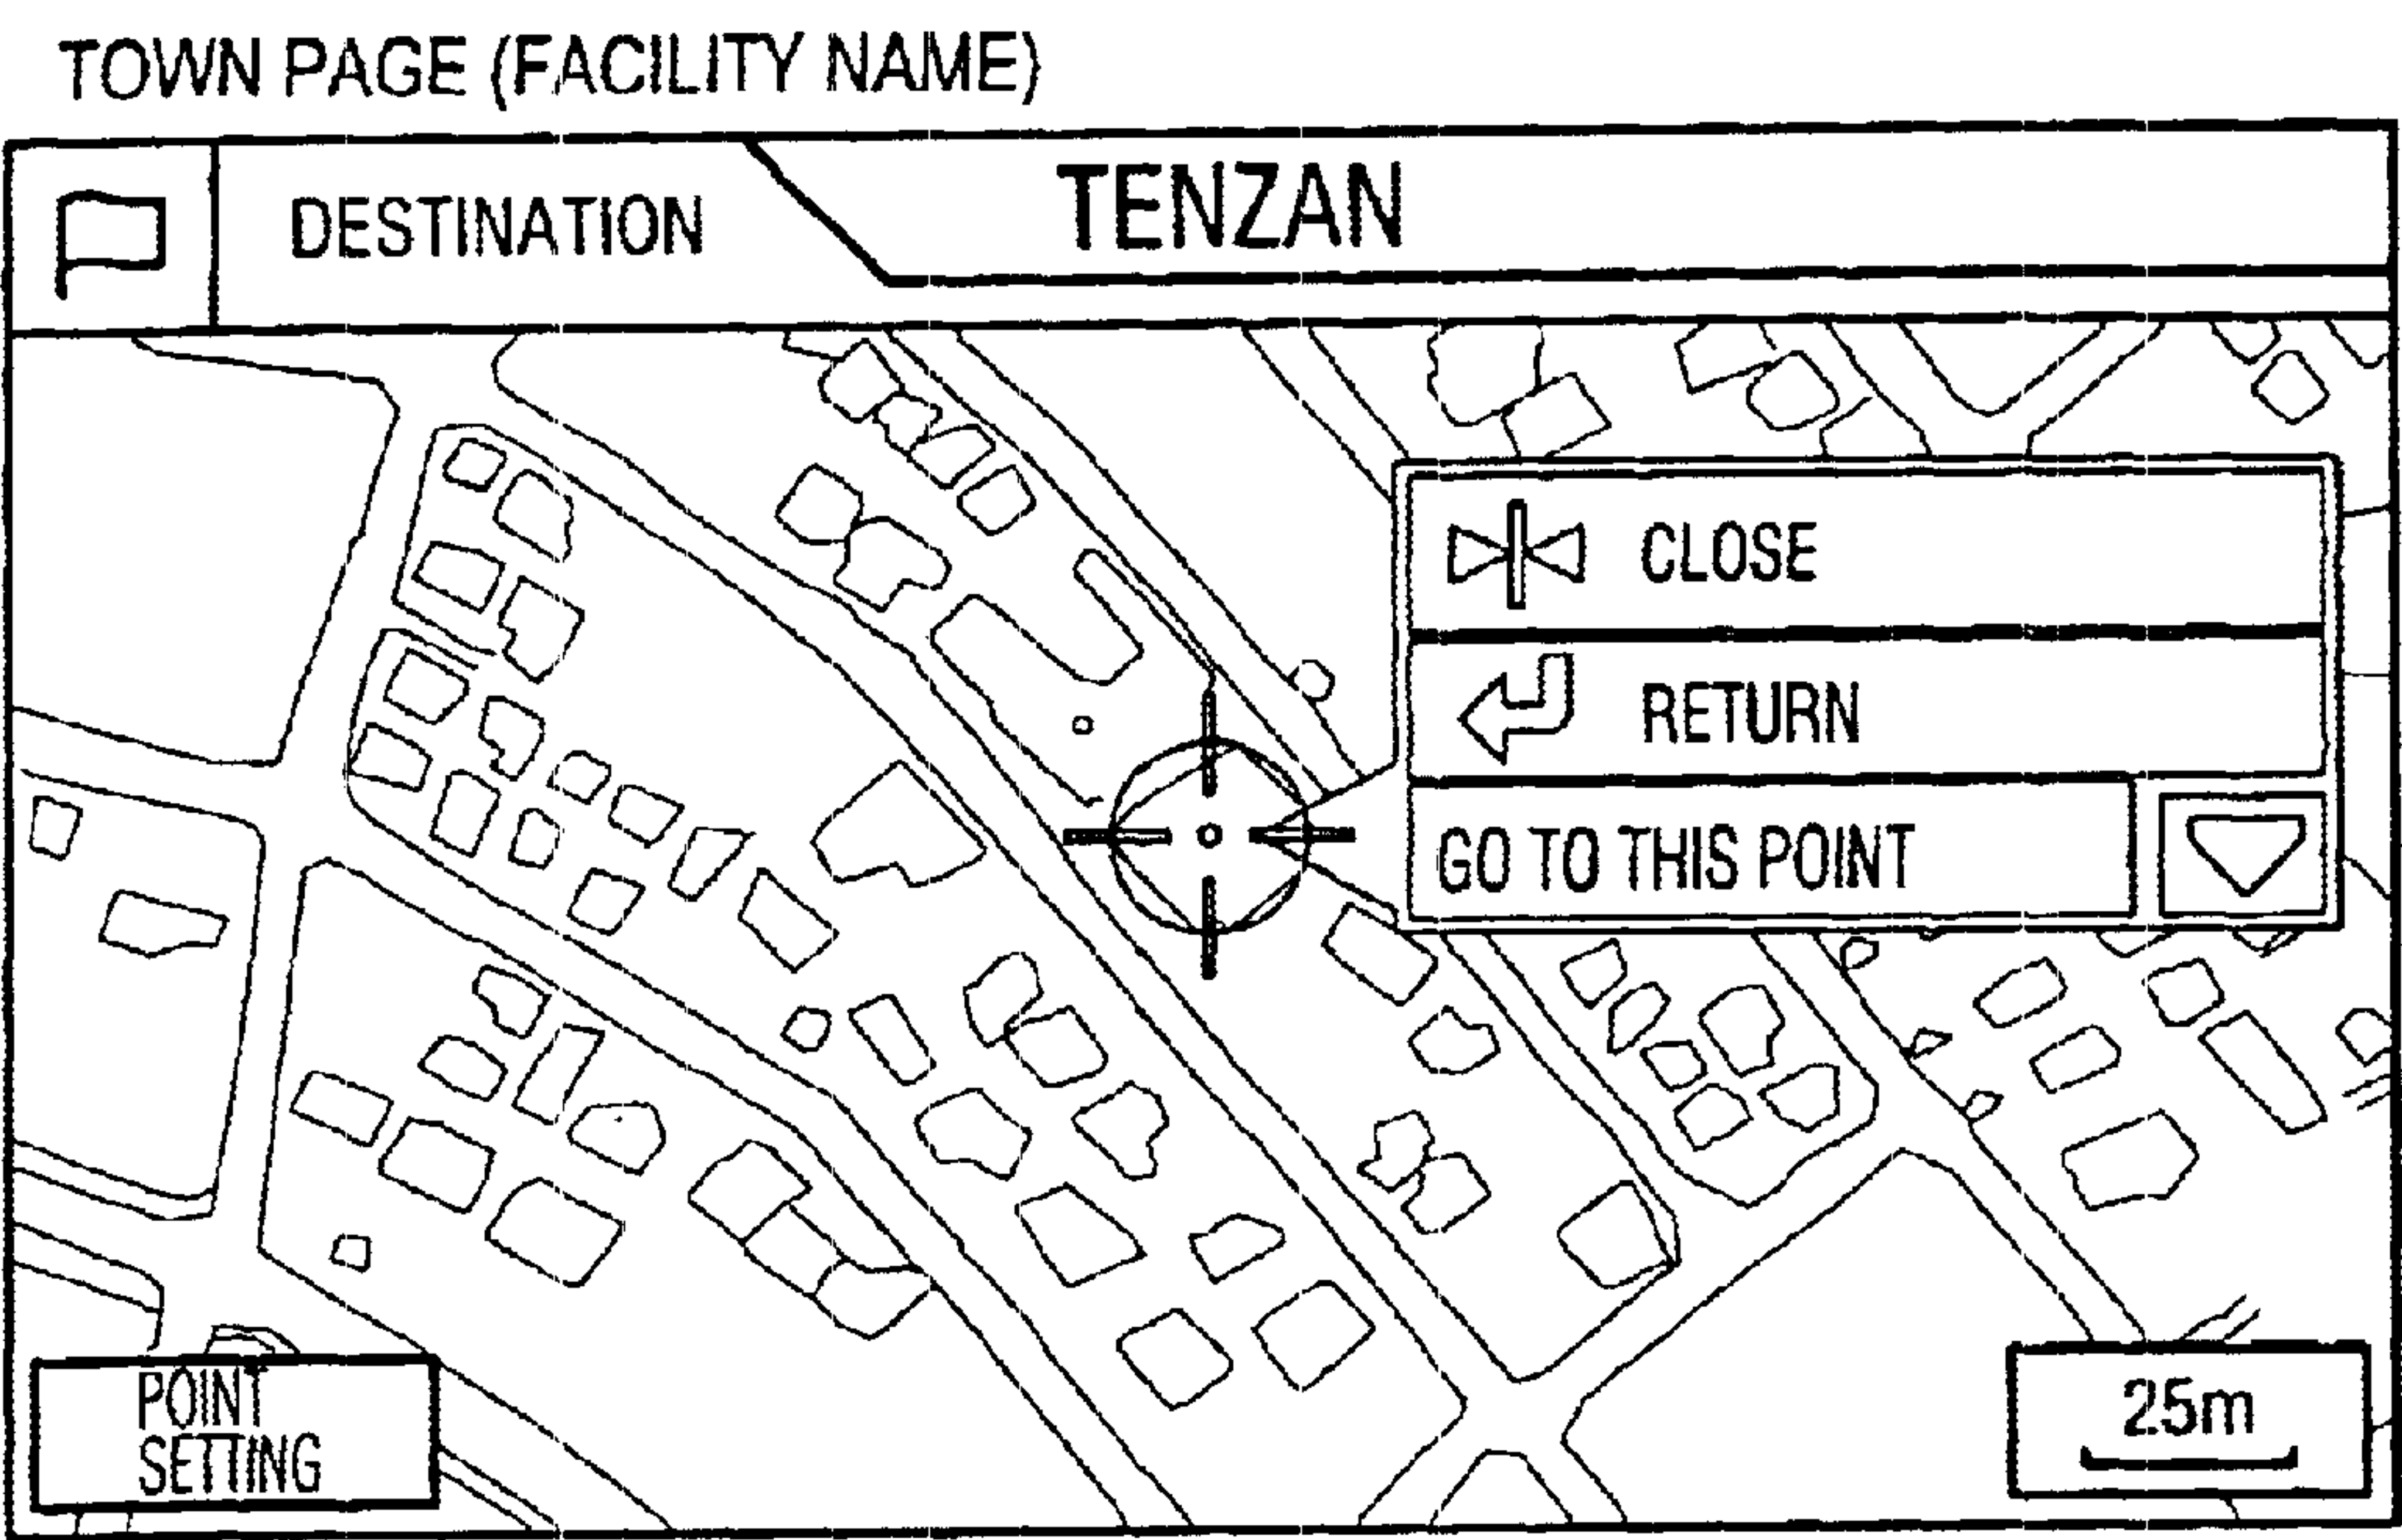 TOWN PAGE (FACILITY NAME)
DESTINATION
TENZAN
CLOSE
RETURN
GO TO THIS POINT
POINT
SETTING
25m